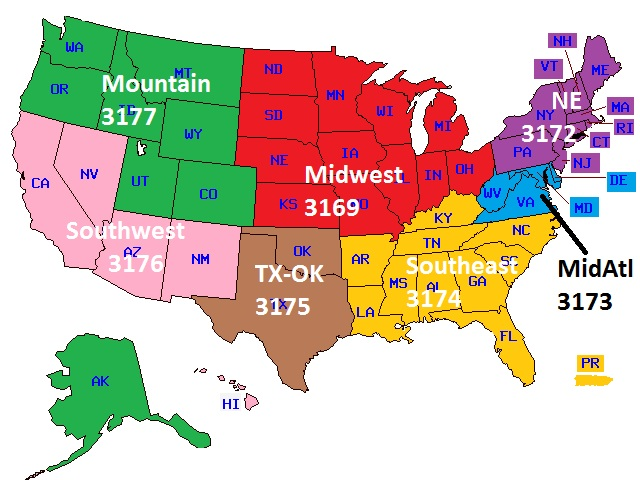 NH
WA
VT
ME
OR
Mountain
3177
MT
ID
ND
MN
SD
WI
MI
NE
3172
NY
MA
RI
CT
WY
NE
IA
PA
NJ
Midwest
3169
IN
OH
DE
CA
NV
UT
CO
KS
MO
WV
VA
MD
KY
Southwest
3176
AZ
NM
OK
TX-OK
3175
TX
AR
TN
NC
SC
Southeast
3174
MS
AL
GA
LA
MidAtl
3173
FL
PR
AK
HI